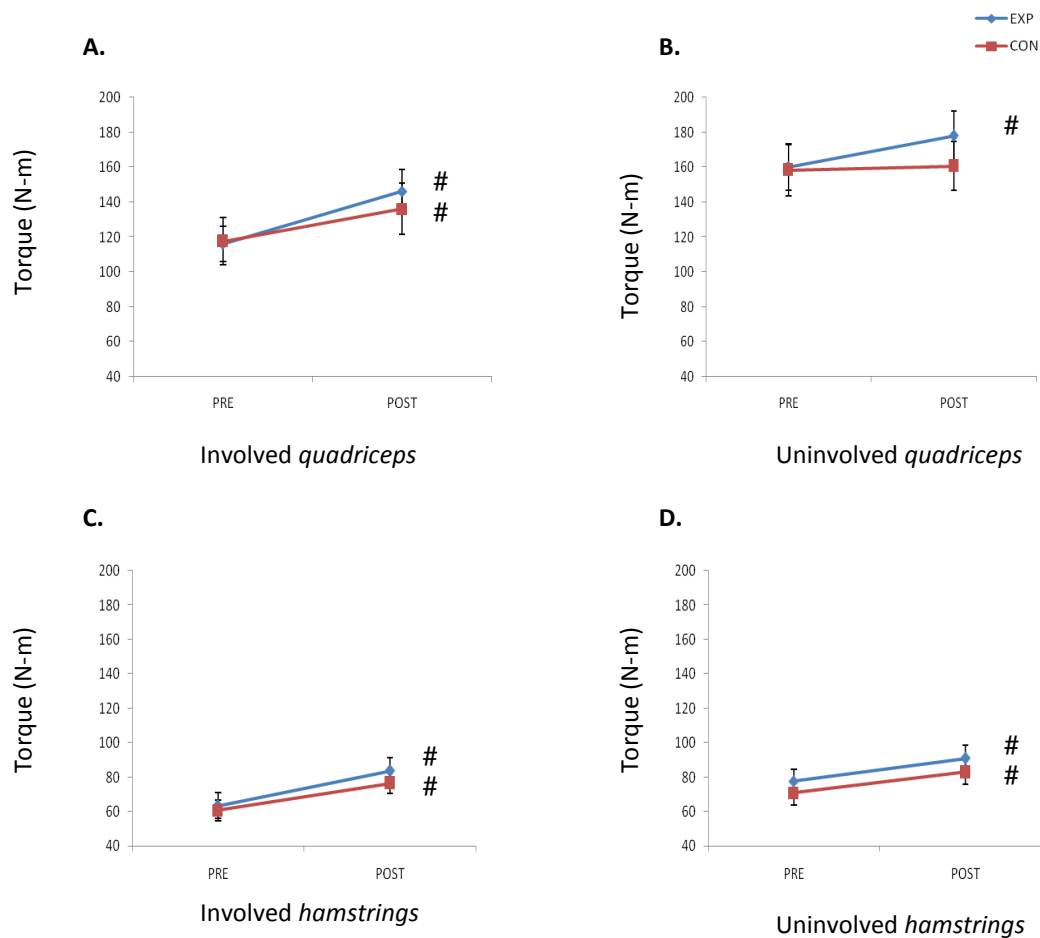 EXP
CON
A.
B.
200
180
160
140
120
100
80
60
40
Torque (N-m)
#
#
PRE POST
Involved quadriceps
200
180
160
140
120
100
80
60
40
Torque (N-m)
#
PRE POST
Uninvolved quadriceps
C.
D.
200
180
160
140
120
100
80
60
40
Torque (N-m)
#
#
PRE POST
Involved hamstrings
200
180
160
140
120
100
80
60
40
Torque (N-m)
#
#
PRE POST
Uninvolved hamstrings